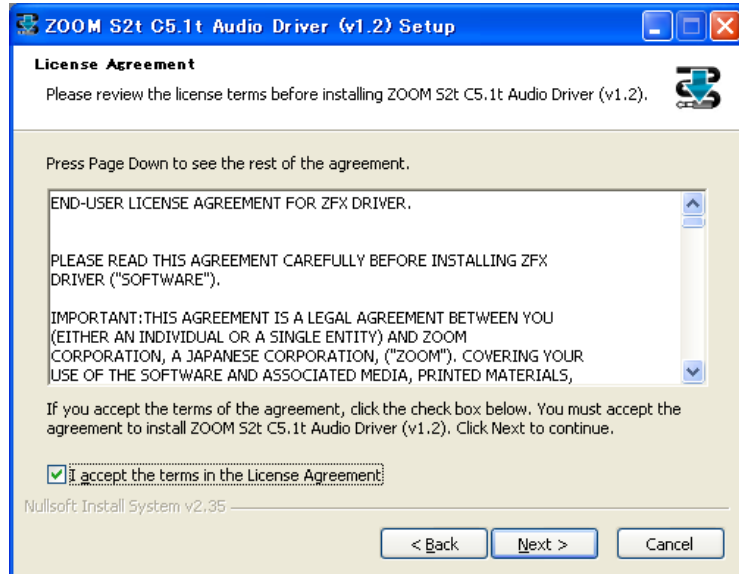 ZOOM S2t C5.1t Audio Driver (v1.2) Setup
License Agreement
Please review the license terms before installing ZOOM S2t C5.1t Audio Driver (v1.2).
Press Page Down to see the rest of the agreement.
END-USER LICENSE AGREEMENT FOR ZFX DRIVER.
PLEASE READ THIS AGREEMENT CAREFULLY BEFORE INSTALLING ZFX
DRIVER ("SOFTWARE").
IMPORTANT:THIS AGREEMENT IS A LEGAL AGREEMENT BETWEEN YOU
(EITHER AN INDIVIDUAL OR A SINGLE ENTITY) AND ZOOM
CORPORATION, A JAPANESE CORPORATION, ("ZOOM"). COVERING YOUR
USE OF THE SOFTWARE AND ASSOCIATED MEDIA, PRINTED MATERIALS,
If you accept the terms of the agreement, click the check box below. You must accept the
agreement to install ZOOM S2t C5.1t Audio Driver (v1.2). Click Next to continue.
I accept the terms in the License Agreement
Nullsoft Install System v2.35
< Back Next > Cancel